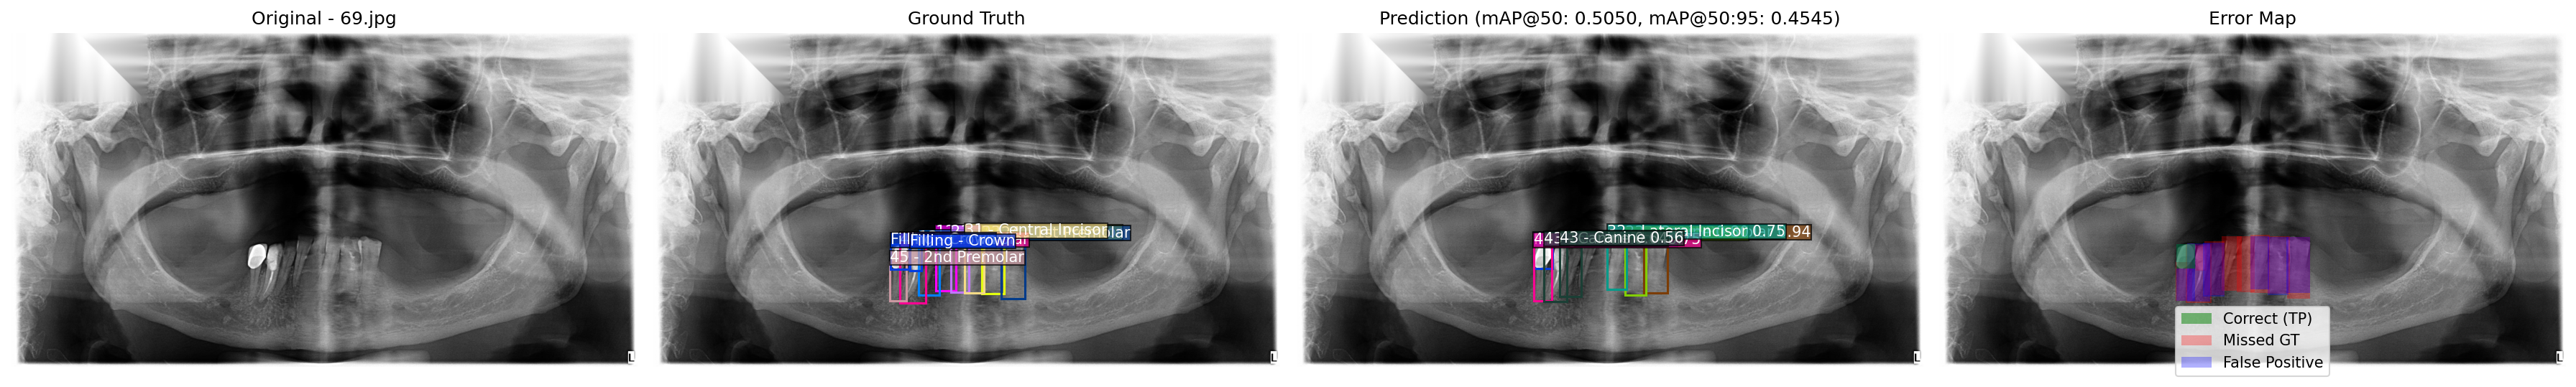 Original - 69.jpg
Ground Truth
Prediction (mAP@50: 0.5050, mAP@50:95: 0.4545)
Error Map
31 - Central Incisor
Filling - Crown
45 - 2nd Premolar
Lateral Incisor 0.75
.94
43 - Canine 0.56
L
L
L
L
Correct (TP)
Missed GT
False Positive